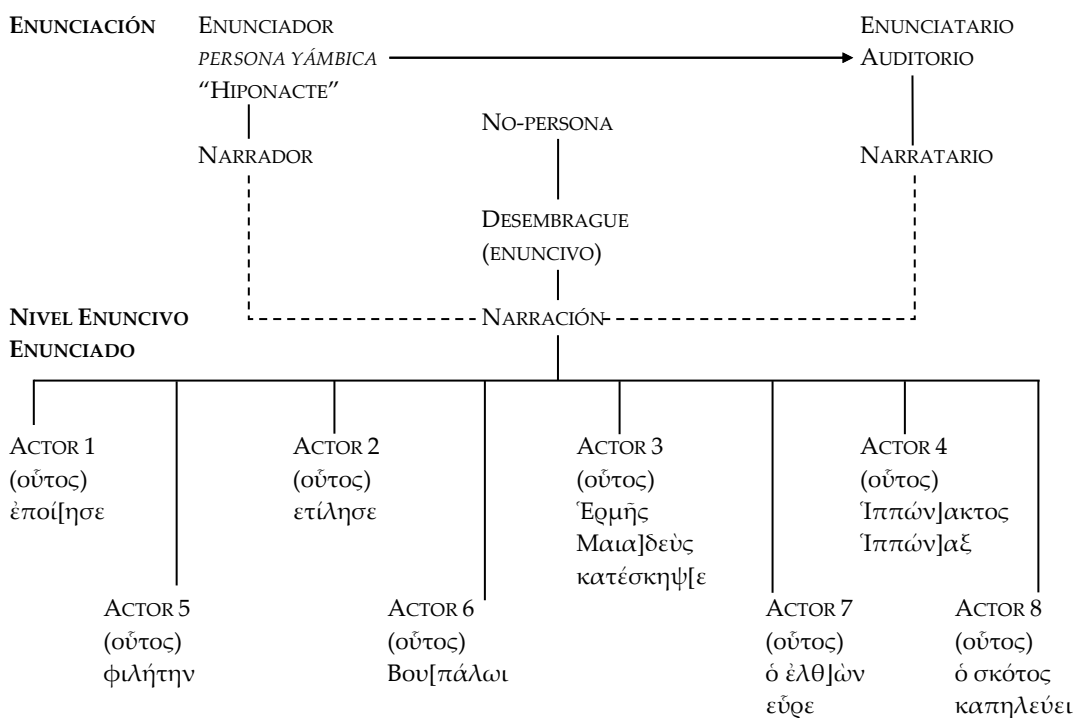 ENUNCIACIÓN ENUNCIADOR ENUNCIATARIO
PERSONA YÁMBICA AUDITORIO
“HIPONACTE”
NO-PERSONA
NARRADOR NARRATARIO
DESEMBRAGUE
(ENUNCIVO)
NIVEL ENUNCIVO NARRACIÓN
ENUNCIADO
ACTOR 1 ACTOR 2 ACTOR 3 ACTOR 4
(οὗτος) (οὗτος) (οὗτος) (οὗτος)
ἐποί[ησε ετίλησε Ἑρμῆς Ἱππών]ακτος
Μαια]δεὺς Ἱππών]αξ
κατέσκηψ[ε
ACTOR 5 ACTOR 6 ACTOR 7 ACTOR 8
(οὗτος) (οὗτος) (οὗτος) (οὗτος)
φιλήτην Βου[πάλωι ὁ ἐλθ]ὼν ὁ σκότος
εὗρε καπηλεύει